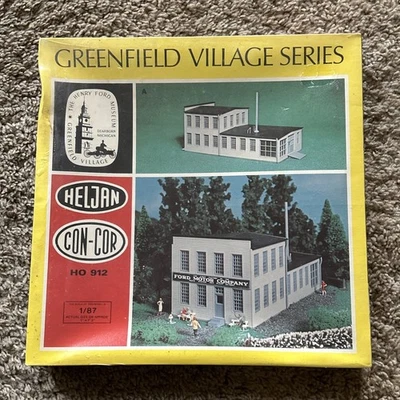 GREENFIELD VILLAGE SERIES
THE HENRY FORD MUSEUM
GREENFIELD VILLAGE
DEARBORN
MICHIGAN
HELJAN
CON-COR
HO 912
1/87
FORD MOTOR COMPANY